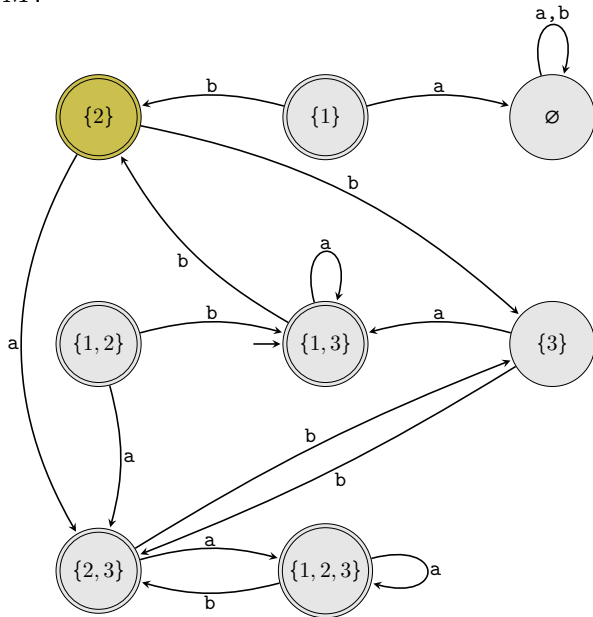 a,b
{2}
b
{1}
a
∅
b
b
a
{1, 2}
b
{1, 3}
a
{3}
a
b
a
b
{2, 3}
a
{1, 2, 3}
a
b